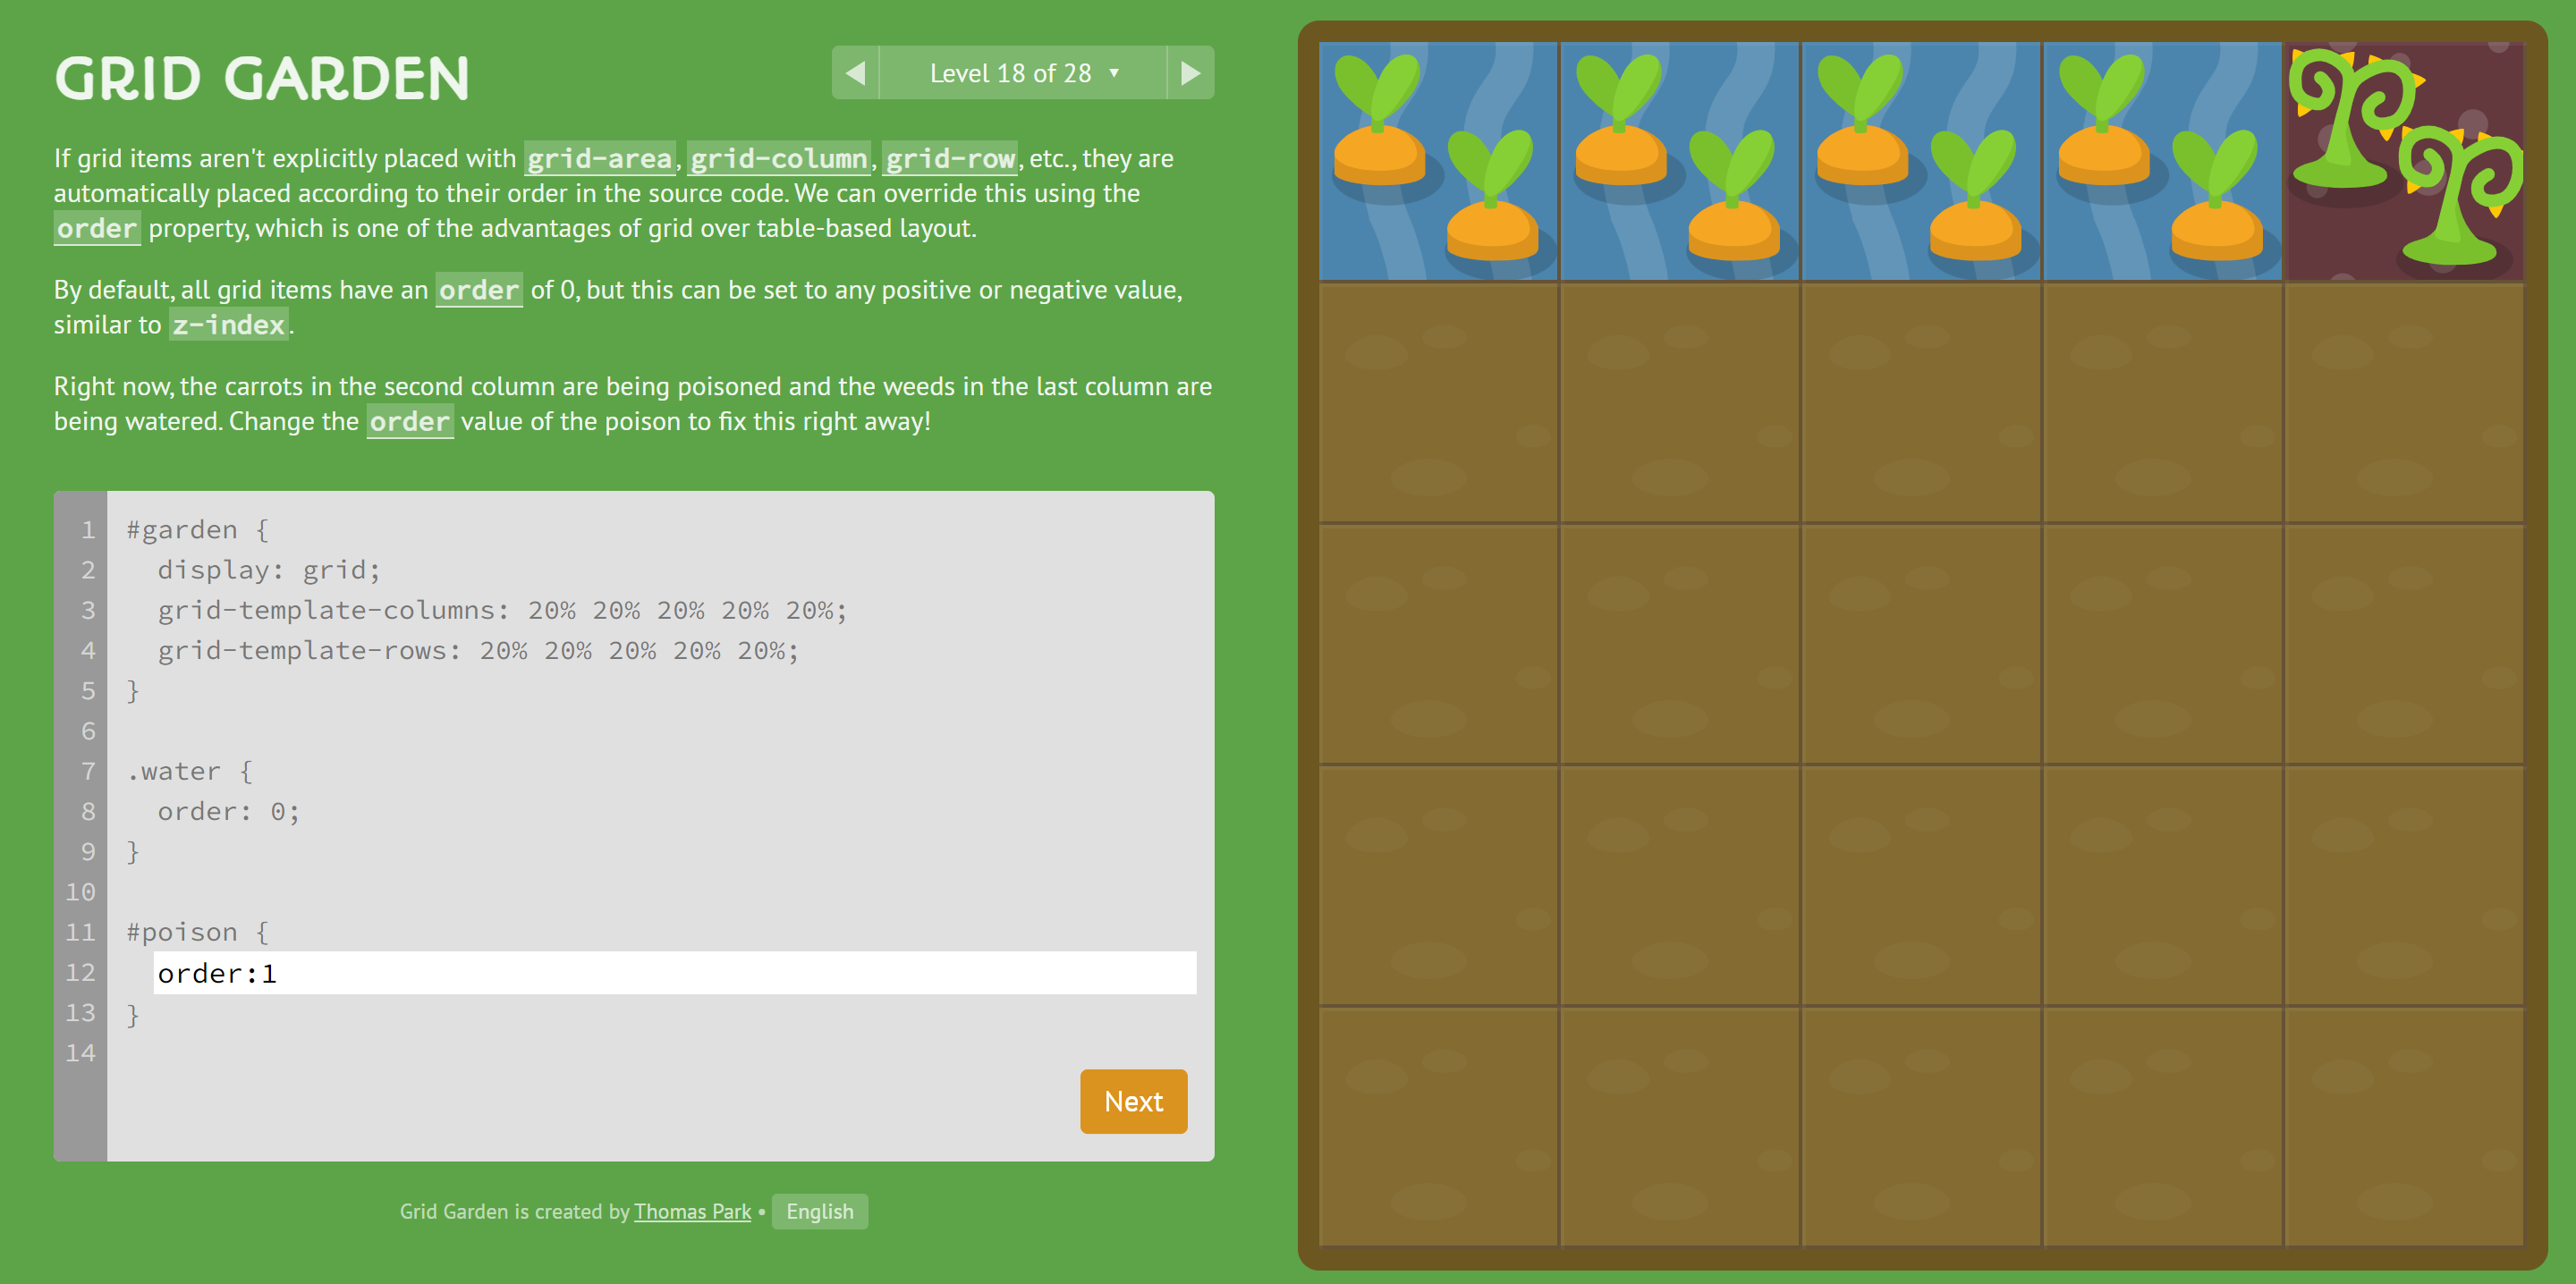 GRID GARDEN
◀ Level 18 of 28 ▼ ▶
If grid items aren't explicitly placed with grid-area, grid-column, grid-row, etc., they are
automatically placed according to their order in the source code. We can override this using the
order property, which is one of the advantages of grid over table-based layout.
By default, all grid items have an order of 0, but this can be set to any positive or negative value,
similar to z-index.
Right now, the carrots in the second column are being poisoned and the weeds in the last column are
being watered. Change the order value of the poison to fix this right away!
1 #garden {
2   display: grid;
3   grid-template-columns: 20% 20% 20% 20% 20%;
4   grid-template-rows: 20% 20% 20% 20% 20%;
5 }
6
7 .water {
8   order: 0;
9 }
10
11 #poison {
12   order:1
13 }
14
Next
Grid Garden is created by Thomas Park • English